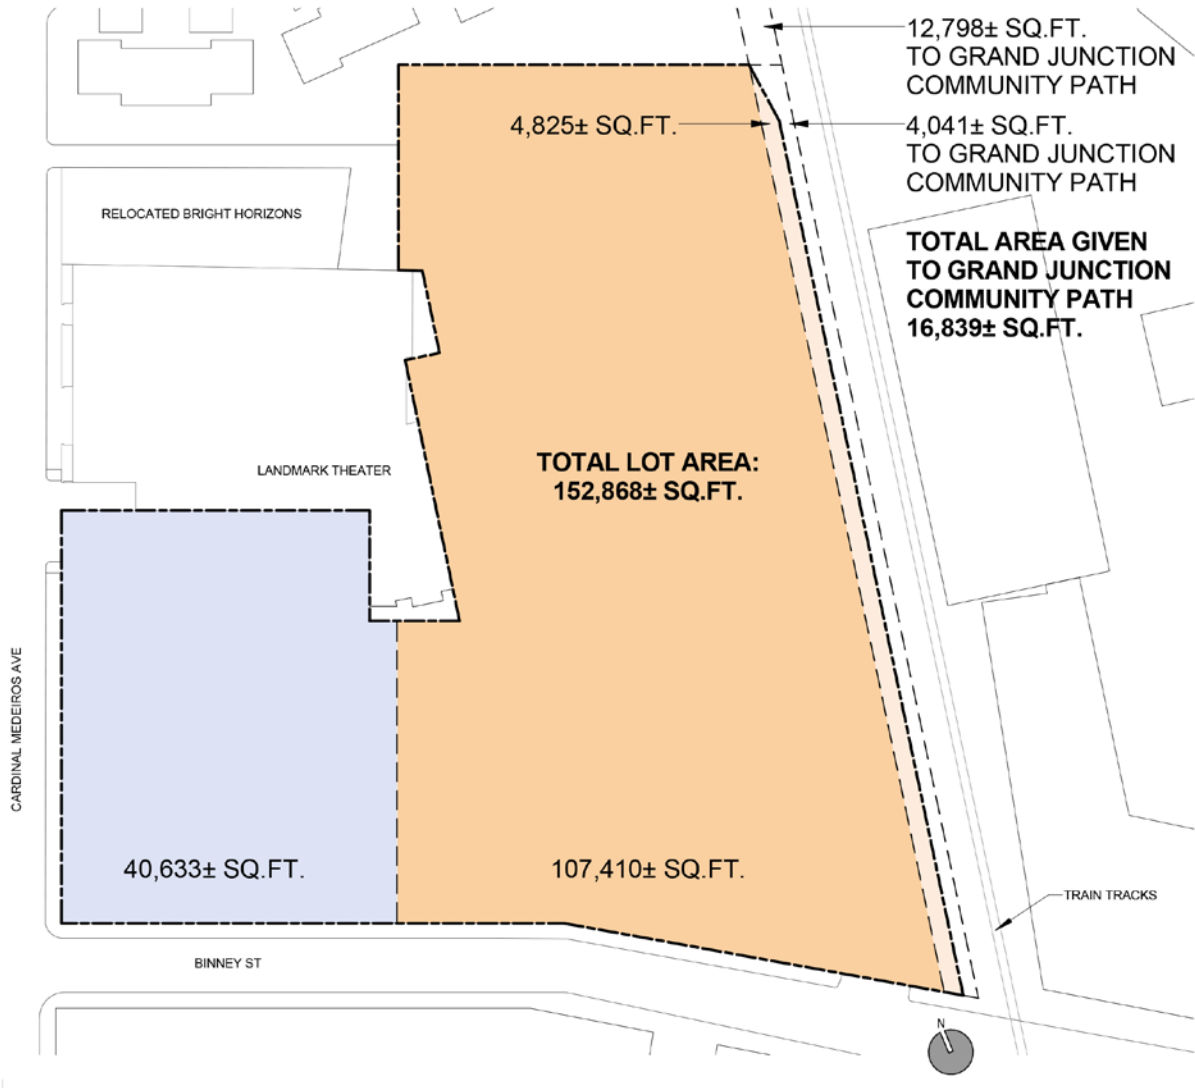 12,798± SQ.FT.
TO GRAND JUNCTION
COMMUNITY PATH
4,825± SQ.FT.
4,041± SQ.FT.
TO GRAND JUNCTION
COMMUNITY PATH
RELOCATED BRIGHT HORIZONS
TOTAL AREA GIVEN
TO GRAND JUNCTION
COMMUNITY PATH
16,839± SQ.FT.
LANDMARK THEATER
TOTAL LOT AREA:
152,868± SQ.FT.
CARDINAL MEDEIROS AVE
40,633± SQ.FT.
107,410± SQ.FT.
TRAIN TRACKS
BINNEY ST
N